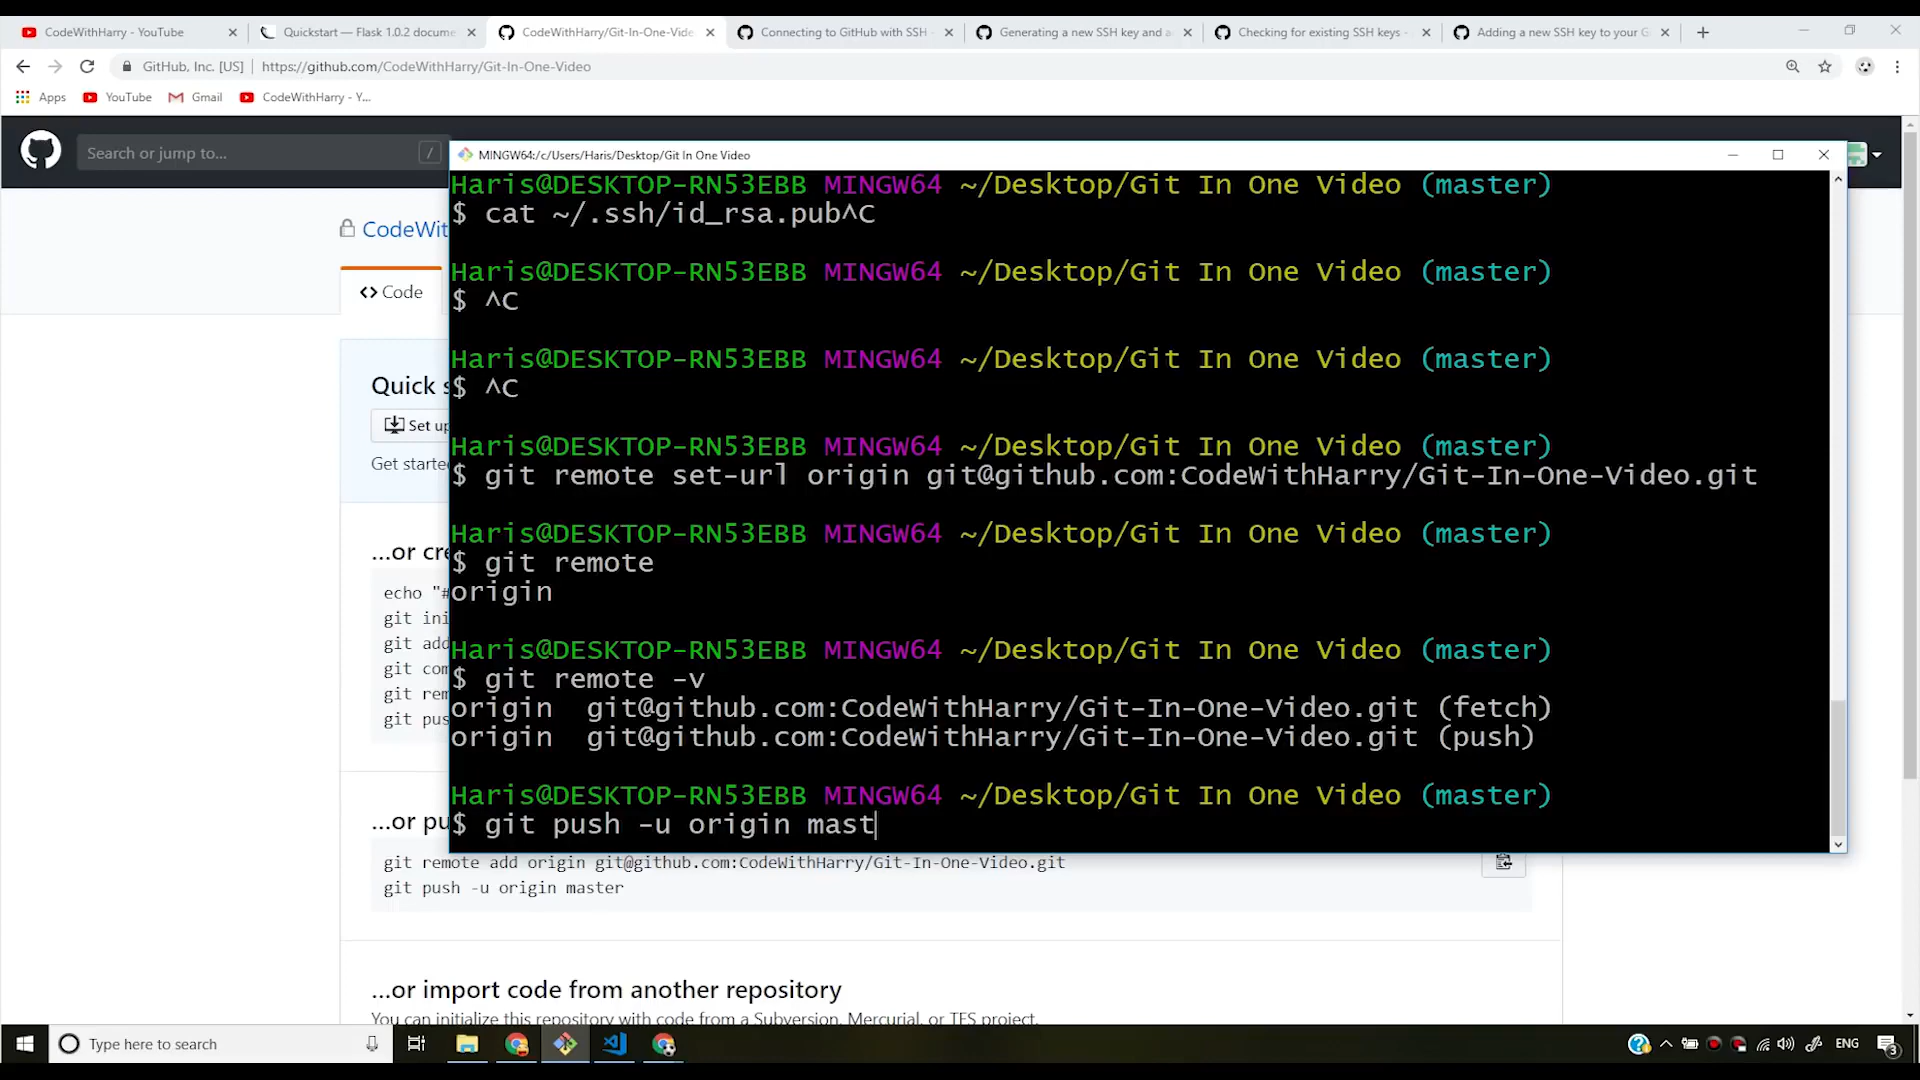 CodeWithHarry - YouTube
Quickstart — Flask 1.0.2 docume
CodeWithHarry/Git-In-One-Vide
Connecting to GitHub with SSH -
Generating a new SSH key and a
Checking for existing SSH keys -
Adding a new SSH key to your G
GitHub, Inc. [US] | https://github.com/CodeWithHarry/Git-In-One-Video
Apps
YouTube
Gmail
CodeWithHarry - Y...
Search or jump to...
/
MINGW64:/c/Users/Haris/Desktop/Git In One Video
Haris@DESKTOP-RN53EBB MINGW64 ~/Desktop/Git In One Video (master)
$ cat ~/.ssh/id_rsa.pub^C
CodeWit
Haris@DESKTOP-RN53EBB MINGW64 ~/Desktop/Git In One Video (master)
$ ^C
<> Code
Haris@DESKTOP-RN53EBB MINGW64 ~/Desktop/Git In One Video (master)
$ ^C
Quick s
Set up
Haris@DESKTOP-RN53EBB MINGW64 ~/Desktop/Git In One Video (master)
$ git remote set-url origin git@github.com:CodeWithHarry/Git-In-One-Video.git
Get starte
Haris@DESKTOP-RN53EBB MINGW64 ~/Desktop/Git In One Video (master)
$ git remote
origin
...or cre
echo "#
git ini
git add
git com
git rem
git pus
Haris@DESKTOP-RN53EBB MINGW64 ~/Desktop/Git In One Video (master)
$ git remote -v
origin  git@github.com:CodeWithHarry/Git-In-One-Video.git (fetch)
origin  git@github.com:CodeWithHarry/Git-In-One-Video.git (push)
Haris@DESKTOP-RN53EBB MINGW64 ~/Desktop/Git In One Video (master)
$ git push -u origin mast
...or pu
git remote add origin git@github.com:CodeWithHarry/Git-In-One-Video.git
git push -u origin master
...or import code from another repository
You can initialize this repository with code from a Subversion, Mercurial, or TFS project.
Type here to search
ENG
3